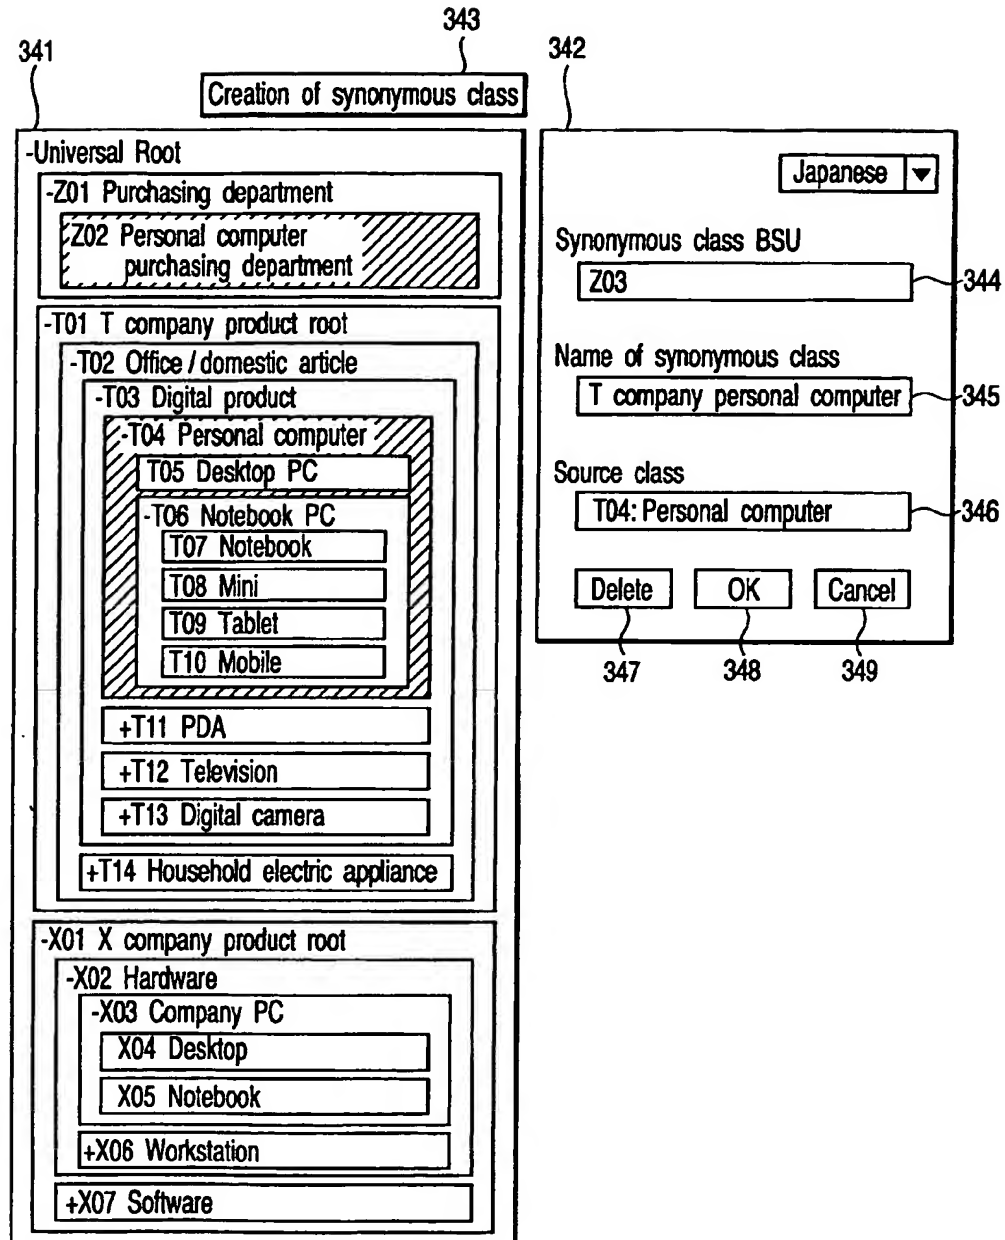 343
341
342
Creation of synonymous class
-Universal Root
-Z01 Purchasing department
Z02 Personal computer
purchasing department
-T01 T company product root
-T02 Office / domestic article
-T03 Digital product
-T04 Personal computer
T05 Desktop PC
-T06 Notebook PC
T07 Notebook
T08 Mini
T09 Tablet
T10 Mobile
+T11 PDA
+T12 Television
+T13 Digital camera
+T14 Household electric appliance
-X01 X company product root
-X02 Hardware
-X03 Company PC
X04 Desktop
X05 Notebook
+X06 Workstation
+X07 Software
Japanese ▼
Synonymous class BSU
Z03
344
Name of synonymous class
T company personal computer
345
Source class
T04: Personal computer
346
Delete
OK
Cancel
347
348
349